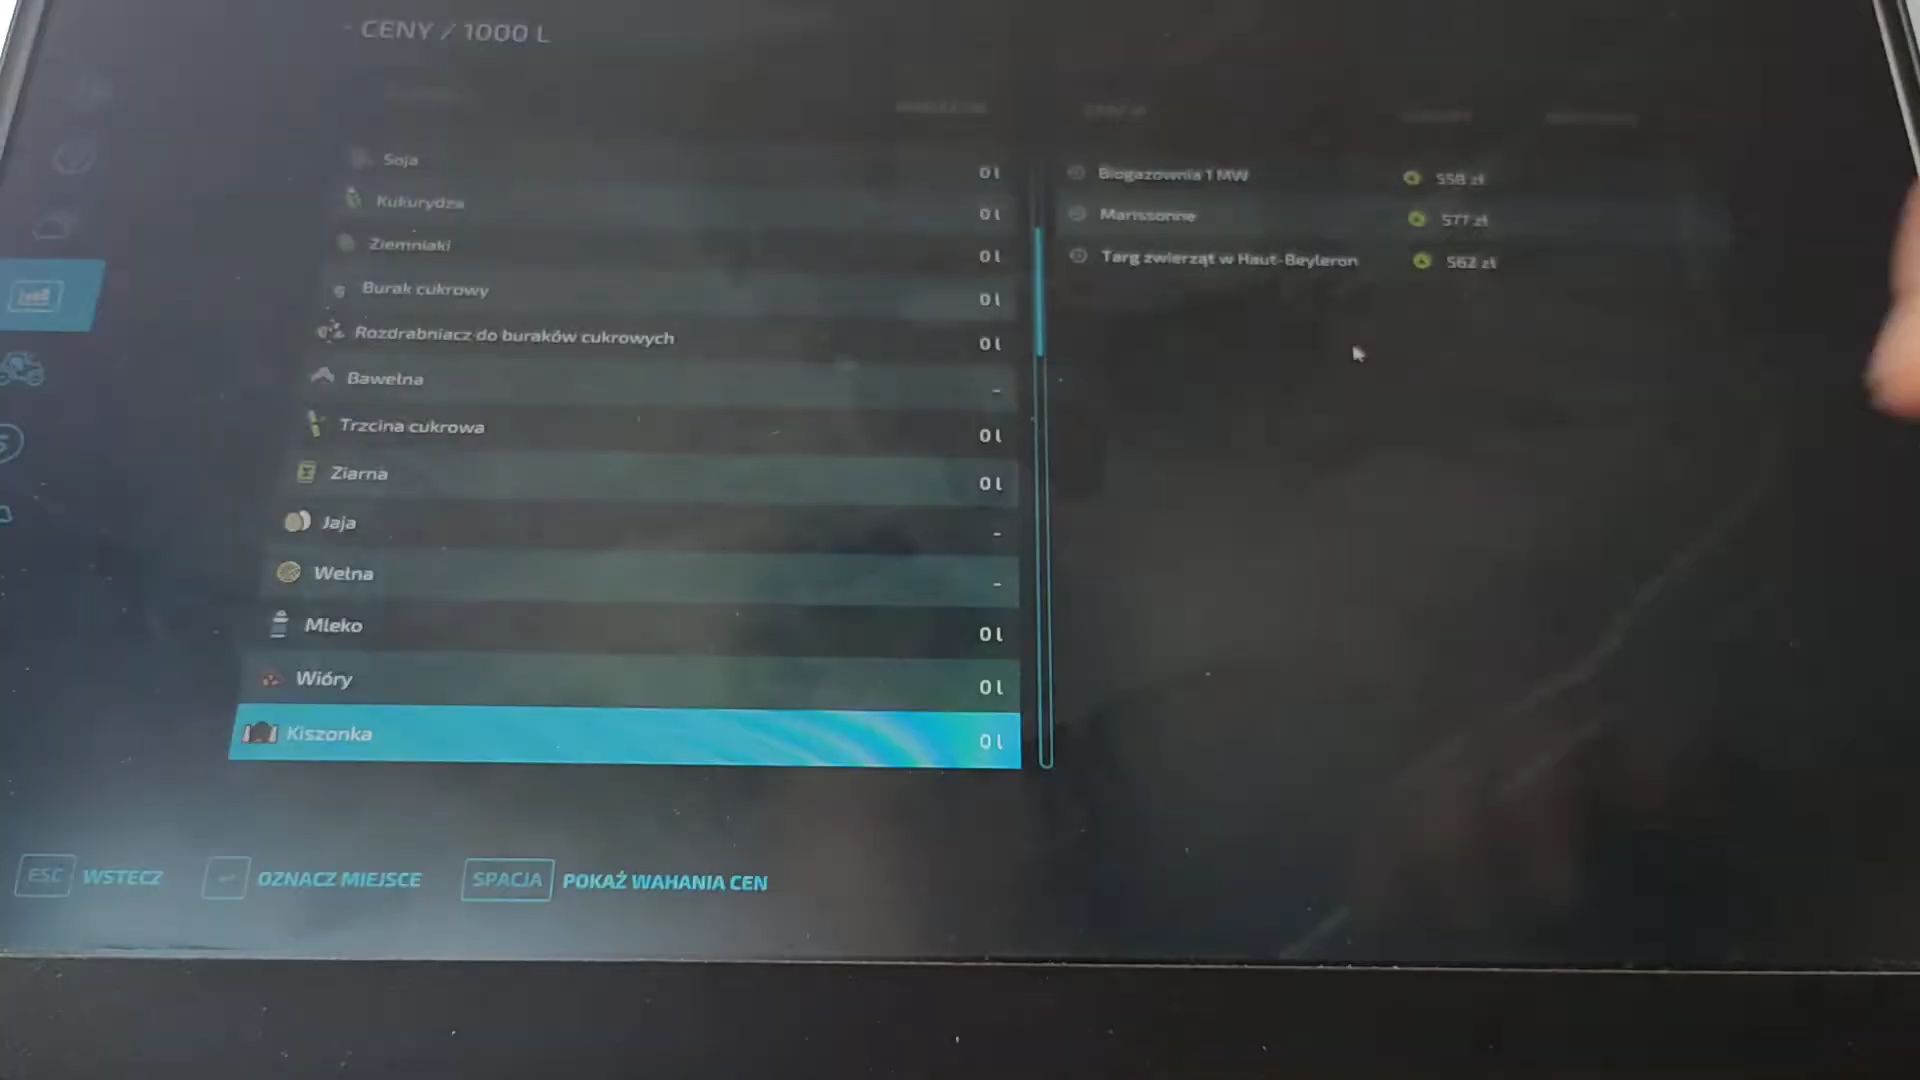 - CENY / 1000 L
Soja 0 l
Kukurydza 0 l
Ziemniaki 0 l
Burak cukrowy 0 l
Rozdrabniacz do buraków cukrowych 0 l
Bawełna -
Trzcina cukrowa 0 l
Ziarna 0 l
Jaja -
Wełna -
Mleko 0 l
Wióry 0 l
Kiszonka 0 l
Biogazownia 1 MW 558 zł
Marissonne 577 zł
Targ zwierząt w Haut-Beyleron 562 zł
ESC WSTECZ OZNACZ MIEJSCE SPACJA POKAŻ WAHANIA CEN